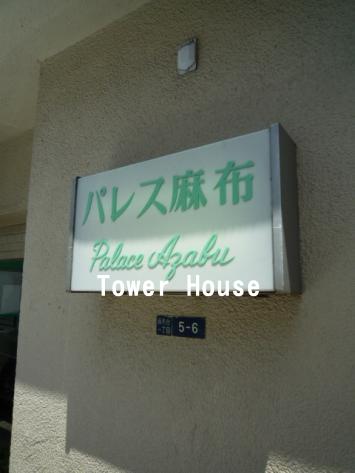 パレス麻布
Palace Azabu
Tower House
5-6